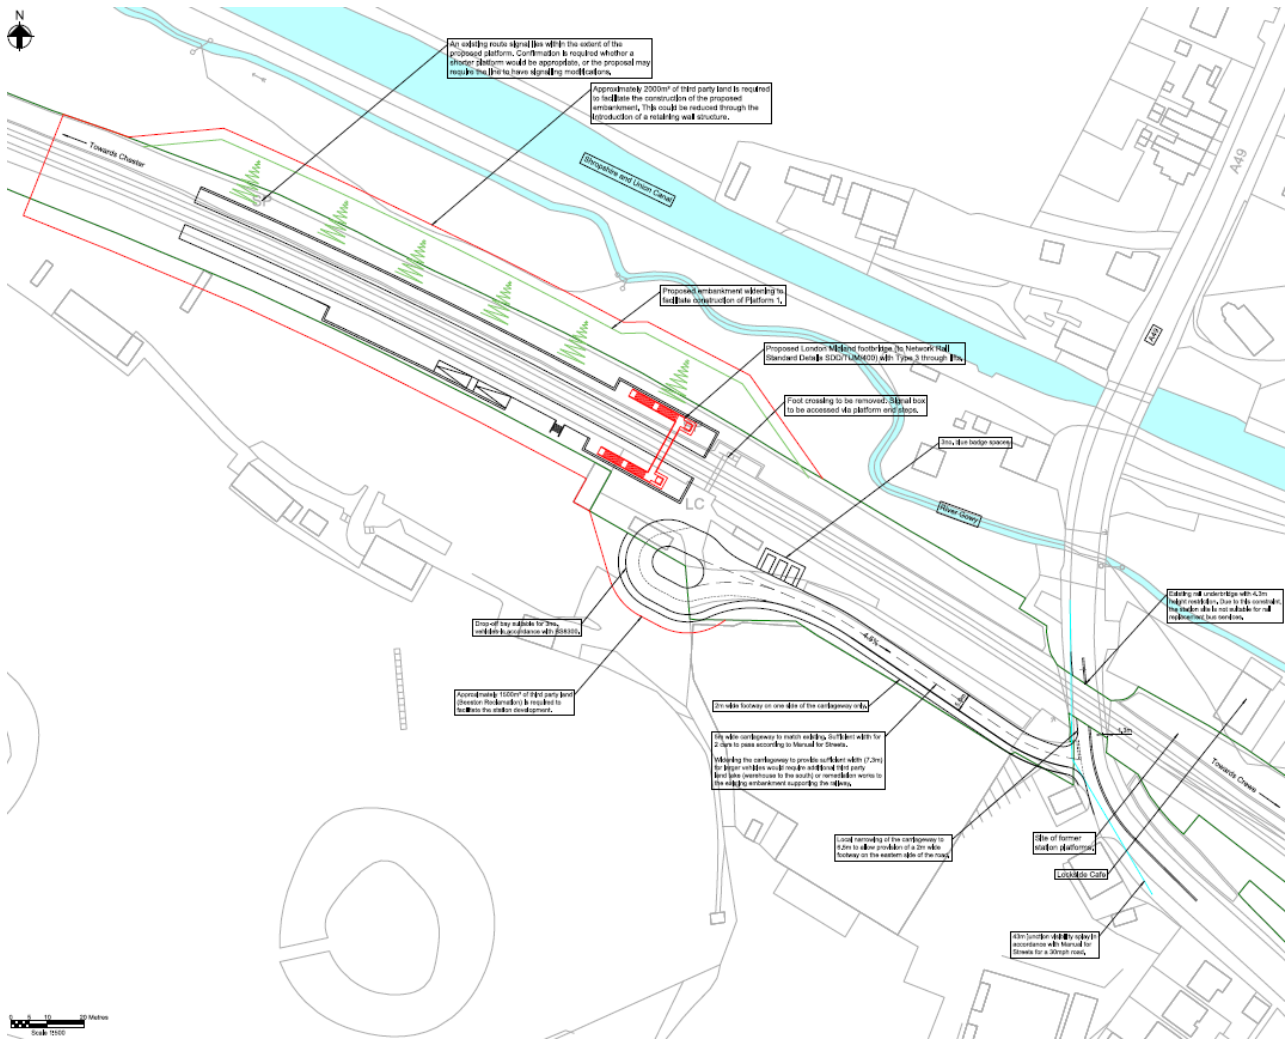 N
An existing route signal lies within the extent of the
proposed platform. Confirmation is required whether a
shorter platform would be appropriate, or the proposal may
require the line to have signalling modifications.
Approximately 2000m² of third party land is required
to facilitate the construction of the proposed
embankment. This could be reduced through the
introduction of a retaining wall structure.
Towards Chester
SP
Shropshire and Union Canal
A49
A49
Proposed embankment widening to
facilitate construction of Platform 1.
Proposed London Midland footbridge (to Network Rail
Standard Details SDD/TUM/400) with Type 3 through lifts.
Foot crossing to be removed. Signal box
to be accessed via platform end steps.
3no. blue badge spaces
LC
River Gowy
Existing rail underbridge with 4.3m
height restriction. Due to this constraint,
the station site is not suitable for rail
replacement bus services.
Drop-off bay suitable for 3no.
vehicles in accordance with BS8300.
4.6%
Approximately 1600m² of third party land
(Beeston Reclamation) is required to
facilitate the station development.
2m wide footway on one side of the carriageway only.
5m wide carriageway to match existing. Sufficient width for
2 cars to pass according to Manual for Streets.
Widening the carriageway to provide sufficient width (7.3m)
for larger vehicles would require additional third party
land take (warehouse to the south) or remediation works to
the existing embankment supporting the railway.
Towards Crewe
Local narrowing of the carriageway to
6.5m to allow provision of a 2m wide
footway on the eastern side of the road.
Site of former
station platforms.
Lockside Cafe
43m junction visibility splay in
accordance with Manual for
Streets for a 30mph road.
0 5 10 20 Metres
Scale 1:500